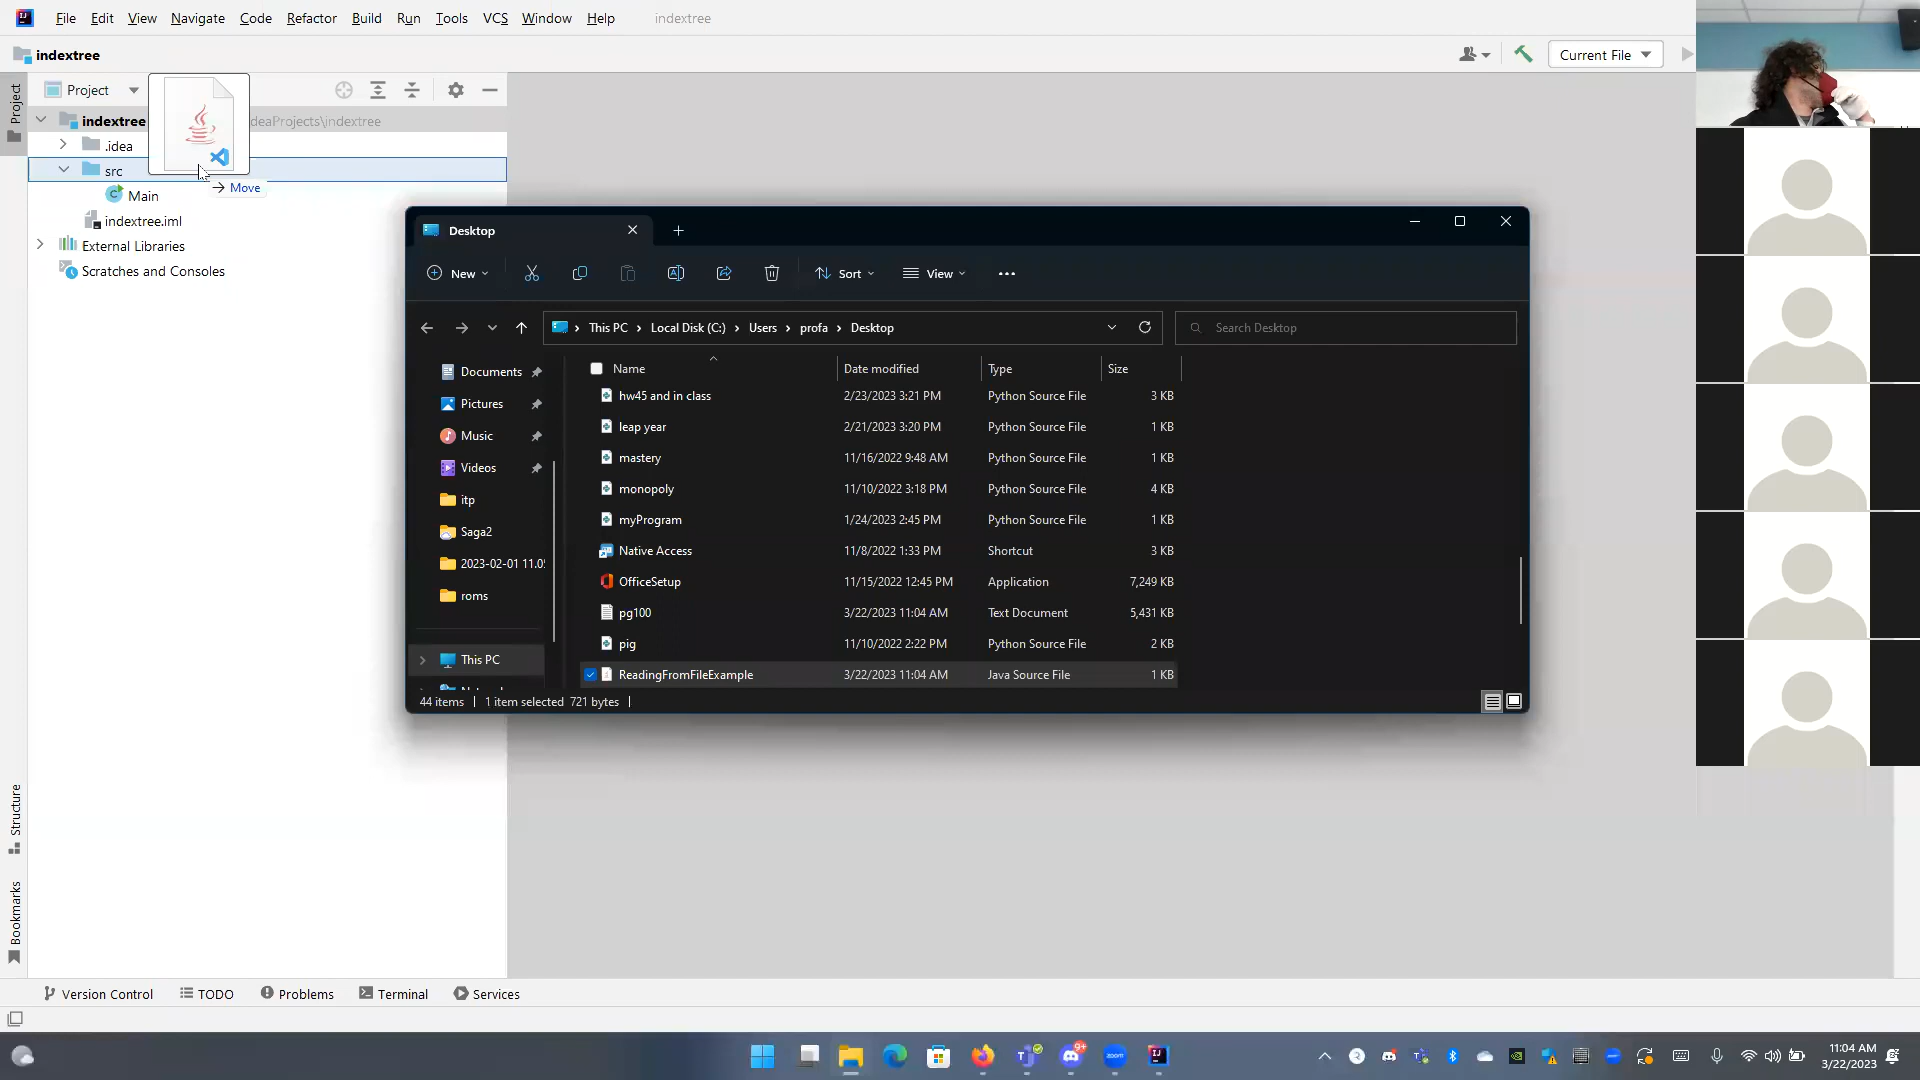 File Edit View Navigate Code Refactor Build Run Tools VCS Window Help indextree
indextree
Current File
Project
Project
indextree deaProjects\indextree
.idea
src
Move
Main
indextree.iml
External Libraries
Scratches and Consoles
Desktop
New Sort View
This PC Local Disk (C:) Users profa Desktop
Search Desktop
Documents
Pictures
Music
Videos
itp
Saga2
2023-02-01 11.0
roms
This PC
Name Date modified Type Size
hw45 and in class 2/23/2023 3:21 PM Python Source File 3 KB
leap year 2/21/2023 3:20 PM Python Source File 1 KB
mastery 11/16/2022 9:48 AM Python Source File 1 KB
monopoly 11/10/2022 3:18 PM Python Source File 4 KB
myProgram 1/24/2023 2:45 PM Python Source File 1 KB
Native Access 11/8/2022 1:33 PM Shortcut 3 KB
OfficeSetup 11/15/2022 12:45 PM Application 7,249 KB
pg100 3/22/2023 11:04 AM Text Document 5,431 KB
pig 11/10/2022 2:22 PM Python Source File 2 KB
ReadingFromFileExample 3/22/2023 11:04 AM Java Source File 1 KB
44 items 1 item selected 721 bytes
Structure
Bookmarks
Version Control TODO Problems Terminal Services
zoom
9+
11:04 AM
3/22/2023